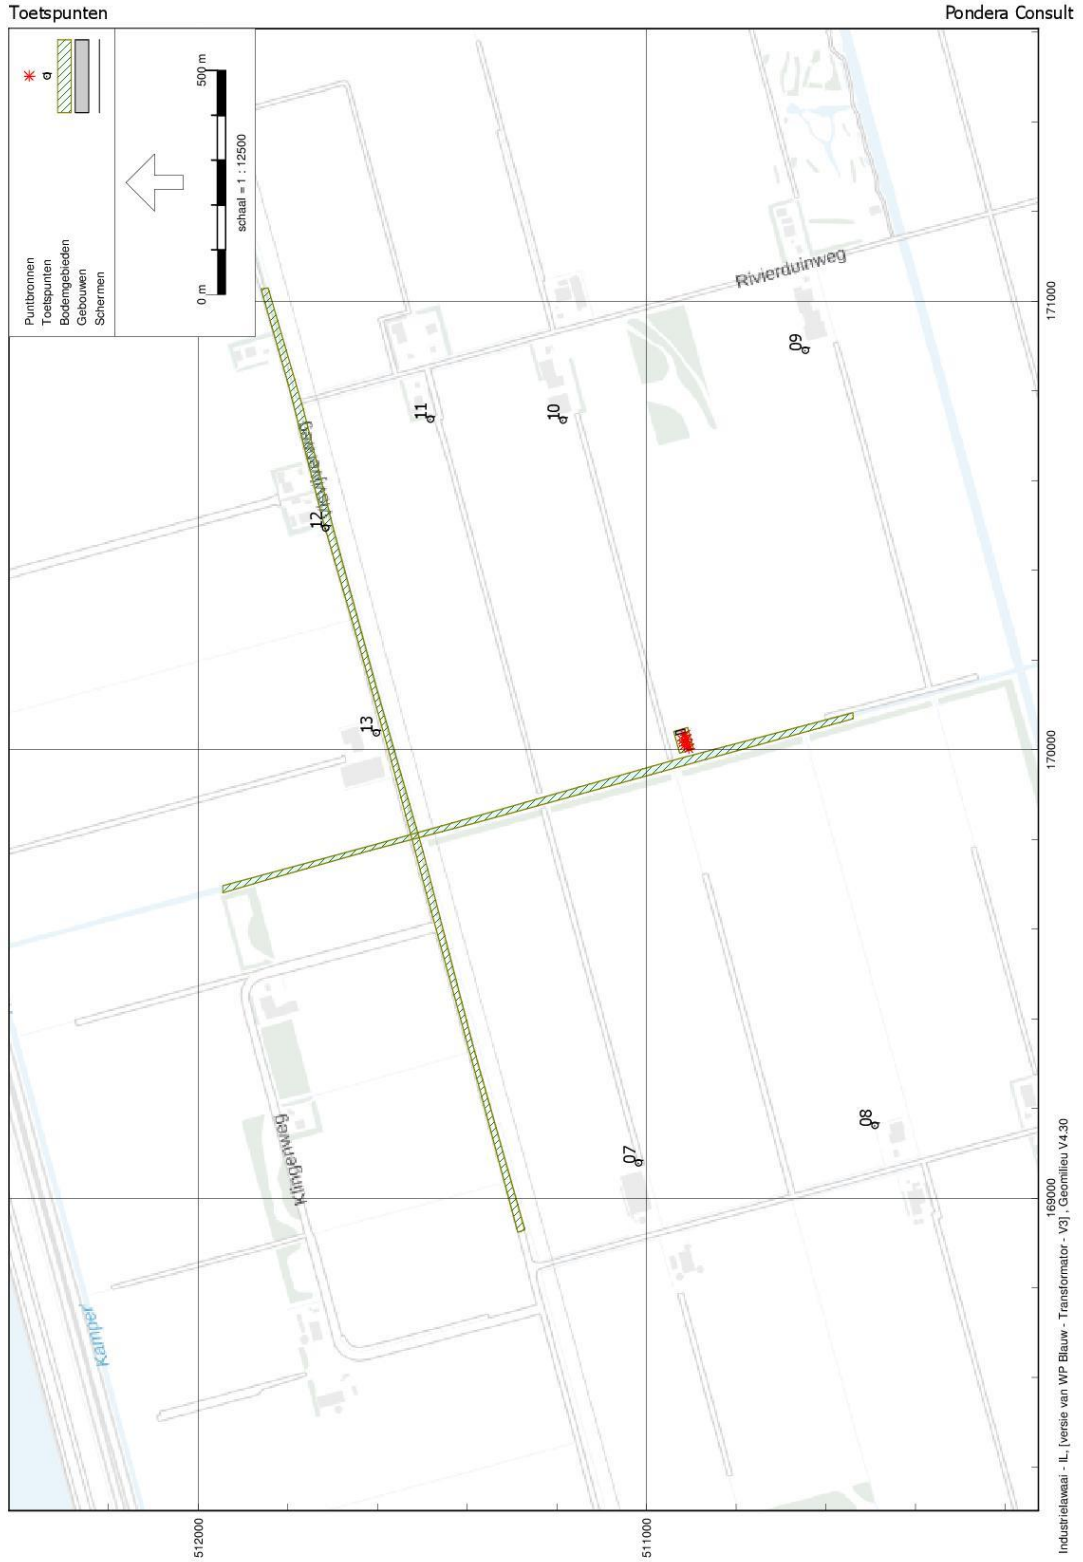 Toetspunten
Pondera Consult
Puntbronnen
Toetspunten
Bodemgebieden
Gebouwen
Schermen
0 m
500 m
schaal = 1 : 12500
Rivierduinweg
Klingenweg
Kamper
07
08
09
10
11
12
13
169000
170000
171000
512000
511000
Industrielawaai - IL, [versie van WP Blauw - Transformator - V3] , Geomilieu V4.30